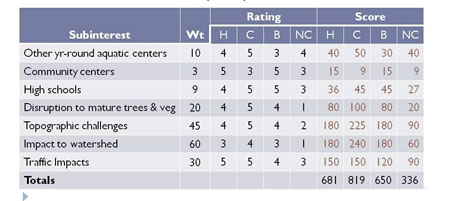 Rating Score
Subinterest Wt H C B NC H C B NC
Other yr-round aquatic centers 10 4 5 3 4 40 50 30 40
Community centers 3 5 3 5 3 15 9 15 9
High schools 9 4 5 5 3 36 45 45 27
Disruption to mature trees & veg 20 4 5 4 1 80 100 80 20
Topographic challenges 45 4 5 4 2 180 225 180 90
Impact to watershed 60 3 4 3 1 180 240 180 60
Traffic Impacts 30 5 5 4 3 150 150 120 90
Totals 681 819 650 336